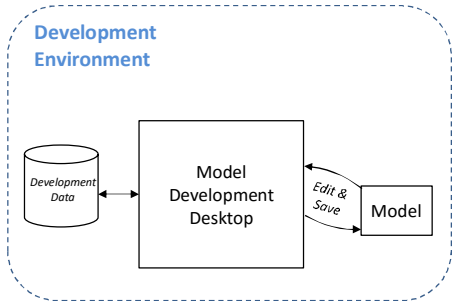 Development
Environment
Development
Data
Model
Development
Desktop
Edit &
Save
Model